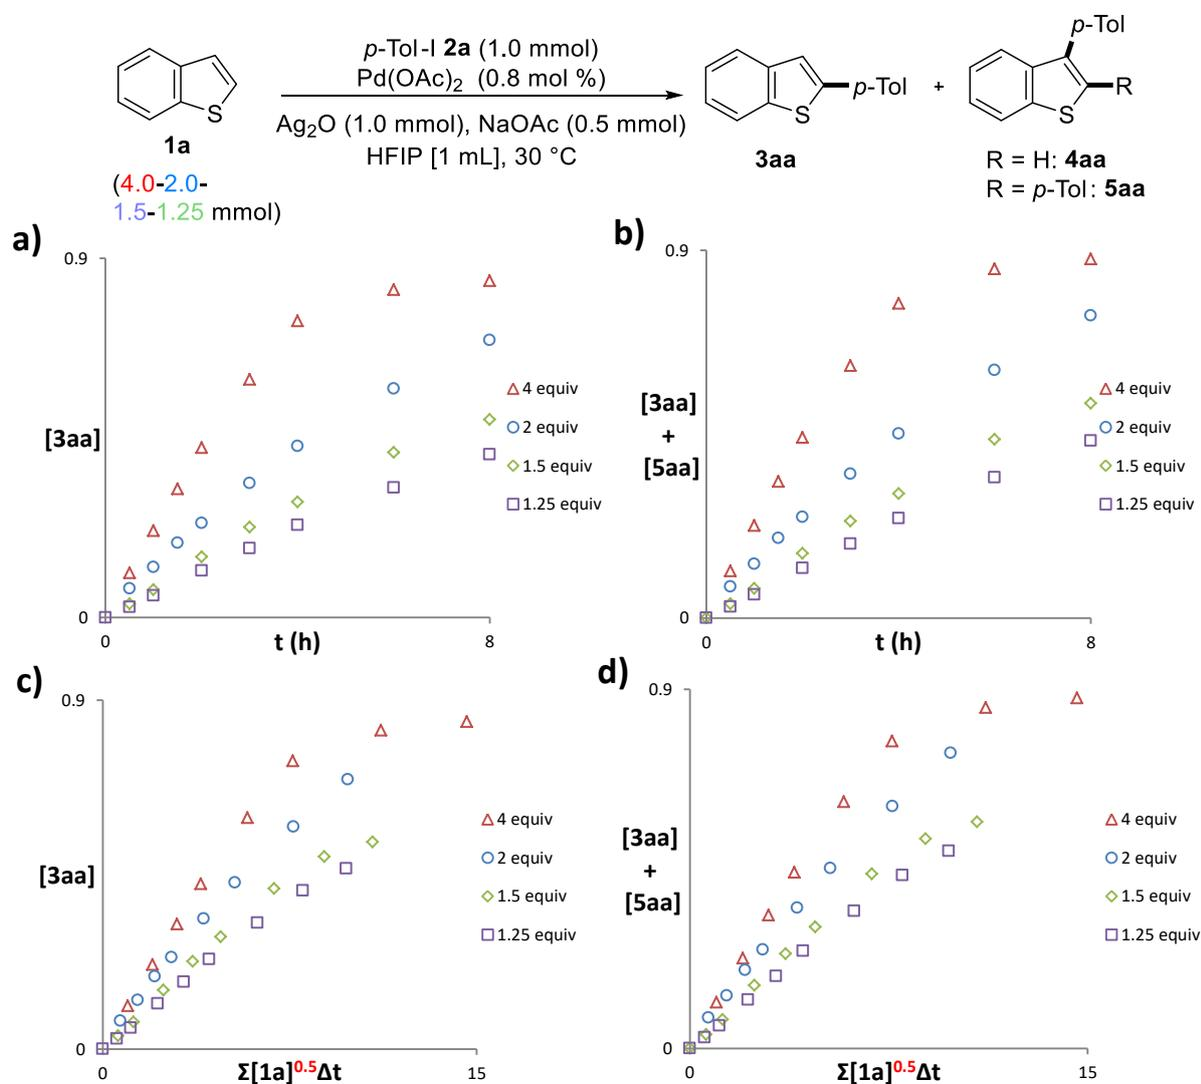 p-Tol-I 2a (1.0 mmol)
Pd(OAc)2 (0.8 mol %)
Ag2O (1.0 mmol), NaOAc (0.5 mmol)
HFIP [1 mL], 30 °C
S
1a
(4.0-2.0-
1.5-1.25 mmol)
S
p-Tol
3aa
+
p-Tol
S
R
R = H: 4aa
R = p-Tol: 5aa
a)
0.9
[3aa]
0
0
t (h)
8
4 equiv
2 equiv
1.5 equiv
1.25 equiv
b)
0.9
[3aa]
+
[5aa]
0
0
t (h)
8
4 equiv
2 equiv
1.5 equiv
1.25 equiv
c)
0.9
[3aa]
0
0
Σ[1a]0.5Δt
15
4 equiv
2 equiv
1.5 equiv
1.25 equiv
d)
0.9
[3aa]
+
[5aa]
0
0
Σ[1a]0.5Δt
15
4 equiv
2 equiv
1.5 equiv
1.25 equiv